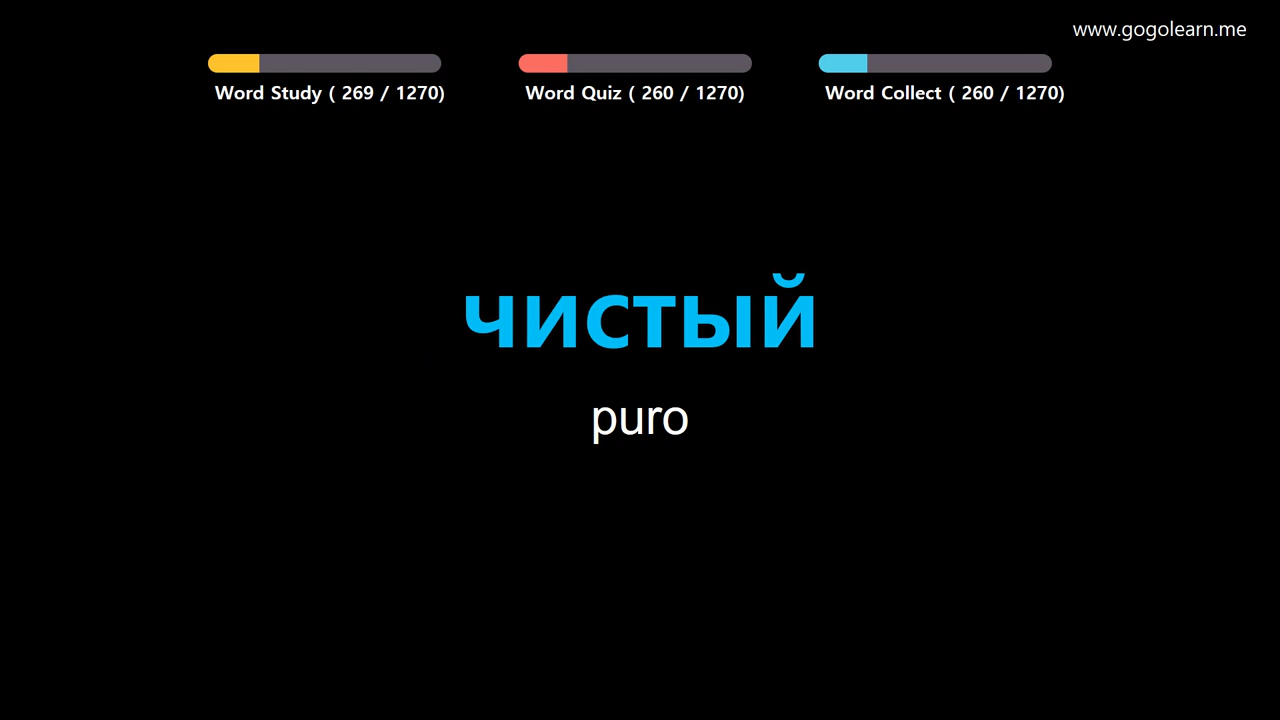 www.gogolearn.me
Word Study ( 269 / 1270)
Word Quiz ( 260 / 1270)
Word Collect ( 260 / 1270)
чистый
puro